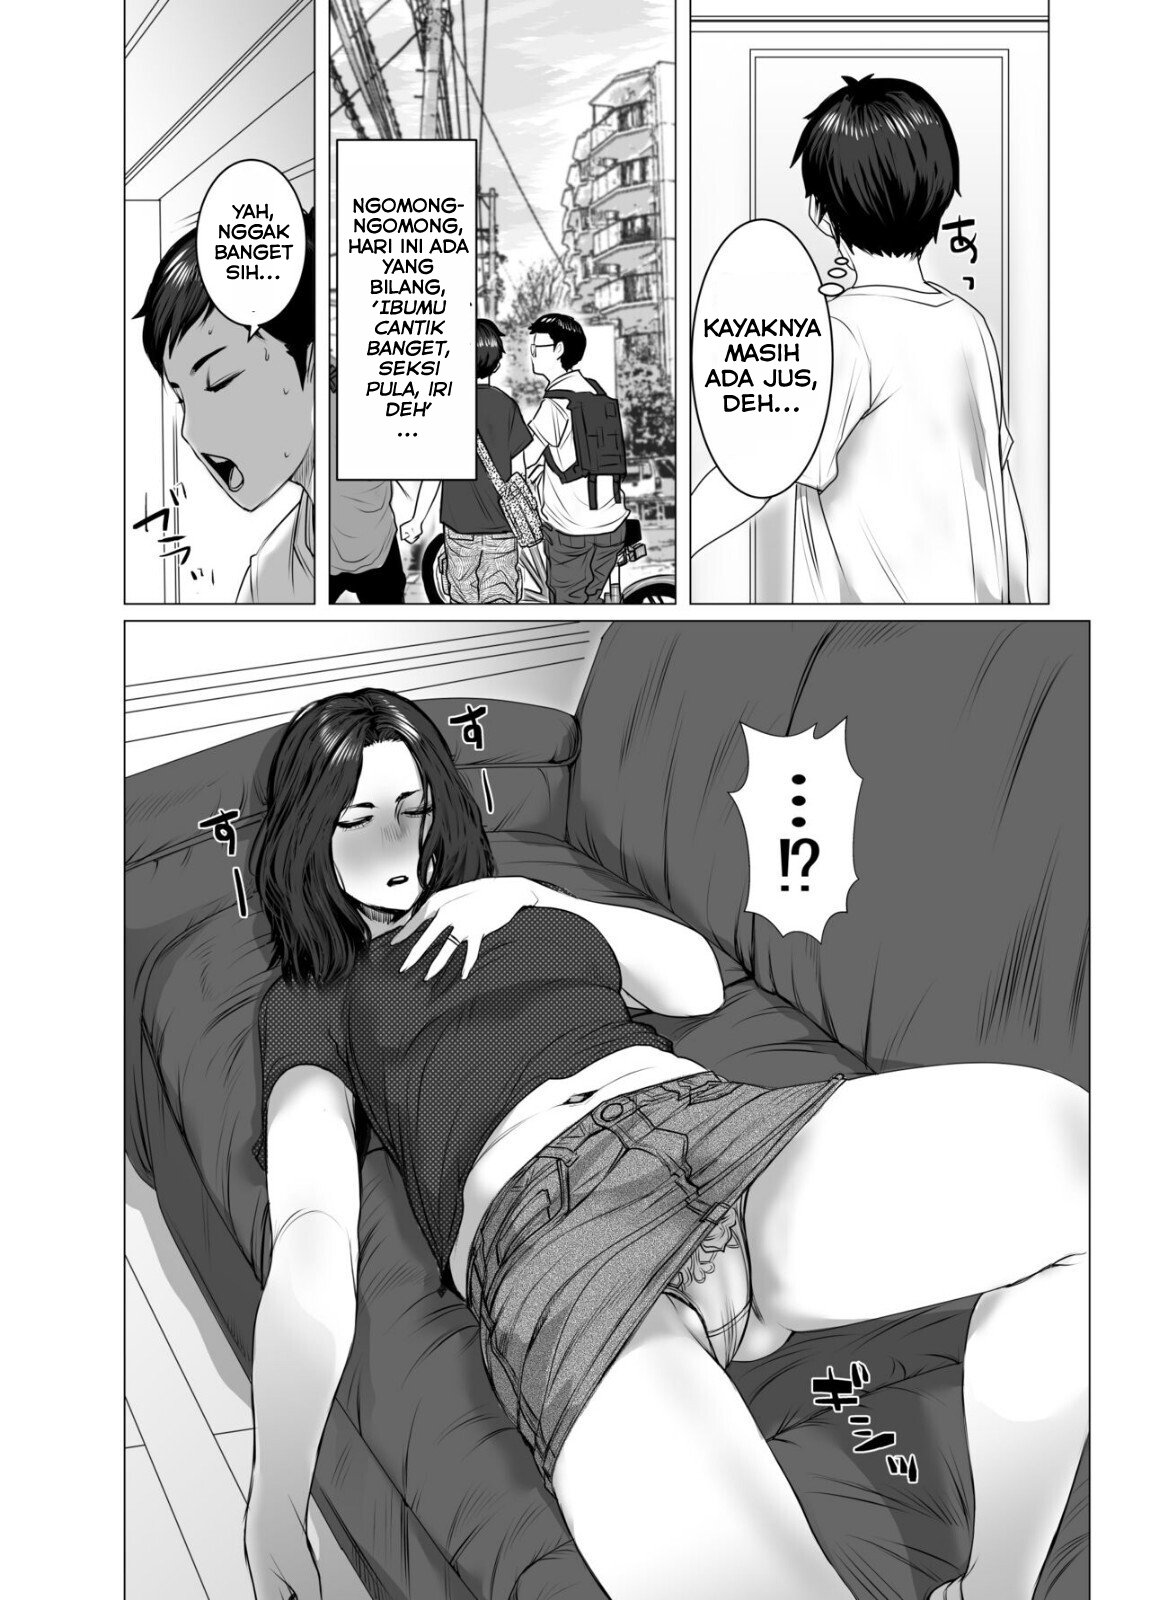 KAYAKNYA
MASIH
ADA JUS,
DEH...
あっ
NGOMONG-
NGOMONG,
HARI INI ADA
YANG
BILANG,
'IBUMU
CANTIK
BANGET,
SEKSI
PULA, IRI
DEH'
...
YAH,
NGGAK
BANGET
SIH...
ガラッ
...
!?
すー
すー
ギシッ